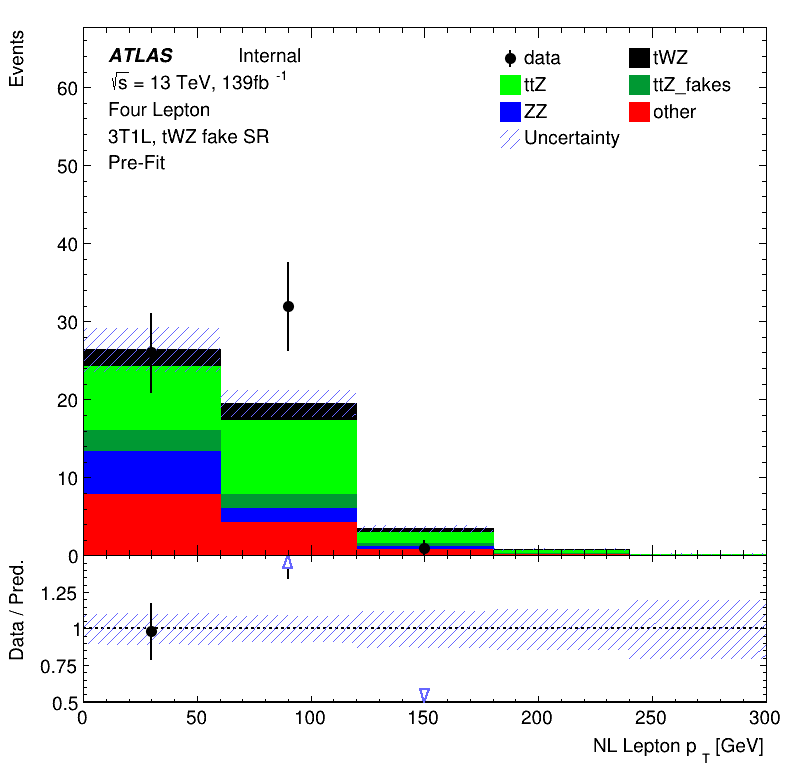 Events
ATLAS Internal
√s = 13 TeV, 139fb -1
Four Lepton
3T1L, tWZ fake SR
Pre-Fit
data tWZ
ttZ ttZ_fakes
ZZ other
Uncertainty
60
50
40
30
20
10
0
Data / Pred.
1.25
1
0.75
0.5
0 50 100 150 200 250 300
NL Lepton p T [GeV]